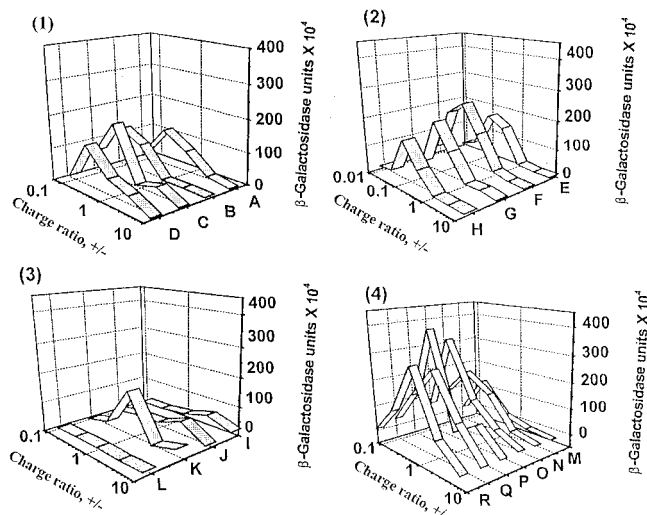 (1)
400
300
200
100
0
β-Galactosidase units X 10⁴
0.1
1
10
Charge ratio, +/-
D
C
B
A
(2)
400
300
200
100
0
β-Galactosidase units X 10⁴
0.01
0.1
1
10
Charge ratio, +/-
H
G
F
E
(3)
400
300
200
100
0
β-Galactosidase units X 10⁴
0.1
1
10
Charge ratio, +/-
L
K
J
I
(4)
400
300
200
100
0
β-Galactosidase units X 10⁴
0.1
1
10
Charge ratio, +/-
R
Q
P
O
N
M